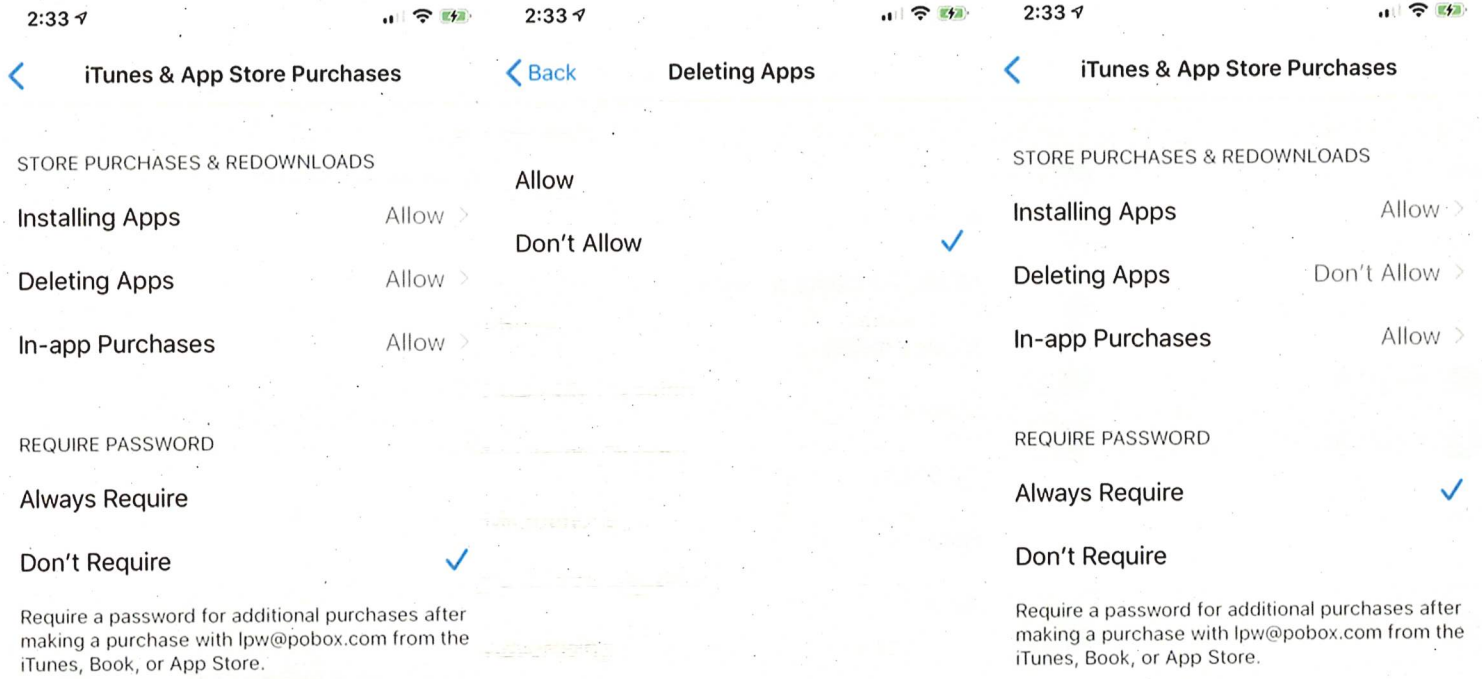 2:33
iTunes & App Store Purchases
STORE PURCHASES & REDOWNLOADS
Installing Apps Allow
Deleting Apps Allow
In-app Purchases Allow
REQUIRE PASSWORD
Always Require
Don't Require
Require a password for additional purchases after
making a purchase with lpw@pobox.com from the
iTunes, Book, or App Store.
2:33
Back Deleting Apps
Allow
Don't Allow
2:33
iTunes & App Store Purchases
STORE PURCHASES & REDOWNLOADS
Installing Apps Allow
Deleting Apps Don't Allow
In-app Purchases Allow
REQUIRE PASSWORD
Always Require
Don't Require
Require a password for additional purchases after
making a purchase with lpw@pobox.com from the
iTunes, Book, or App Store.